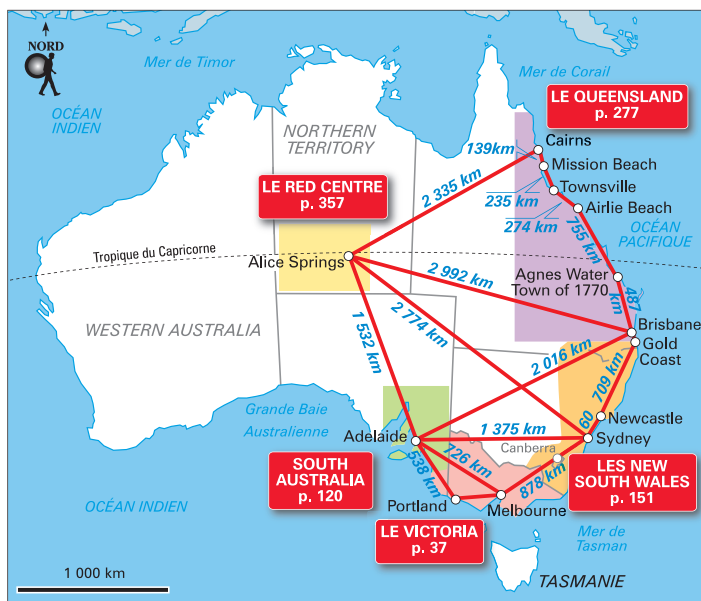 NORD
Mer de Timor
Mer de Corail
OCÉAN
INDIEN
LE QUEENSLAND
p. 277
NORTHERN
TERRITORY
Cairns
139km
Mission Beach
LE RED CENTRE
p. 357
2 335 km
235 km
Townsville
274 km
Airlie Beach
755 km
OCÉAN
PACIFIQUE
Tropique du Capricorne
Alice Springs
2 992 km
Agnes Water
Town of 1770
487
km
WESTERN AUSTRALIA
1 532 km
2 774 km
Brisbane
Gold
Coast
2 016 km
709 km
Grande Baie
Australienne
Newcastle
60
Adelaide
1 375 km
Sydney
Canberra
SOUTH
AUSTRALIA
p. 120
538 km
726 km
878 km
LES NEW
SOUTH WALES
p. 151
OCÉAN INDIEN
Portland
Melbourne
LE VICTORIA
p. 37
Mer de
Tasman
1 000 km
TASMANIE